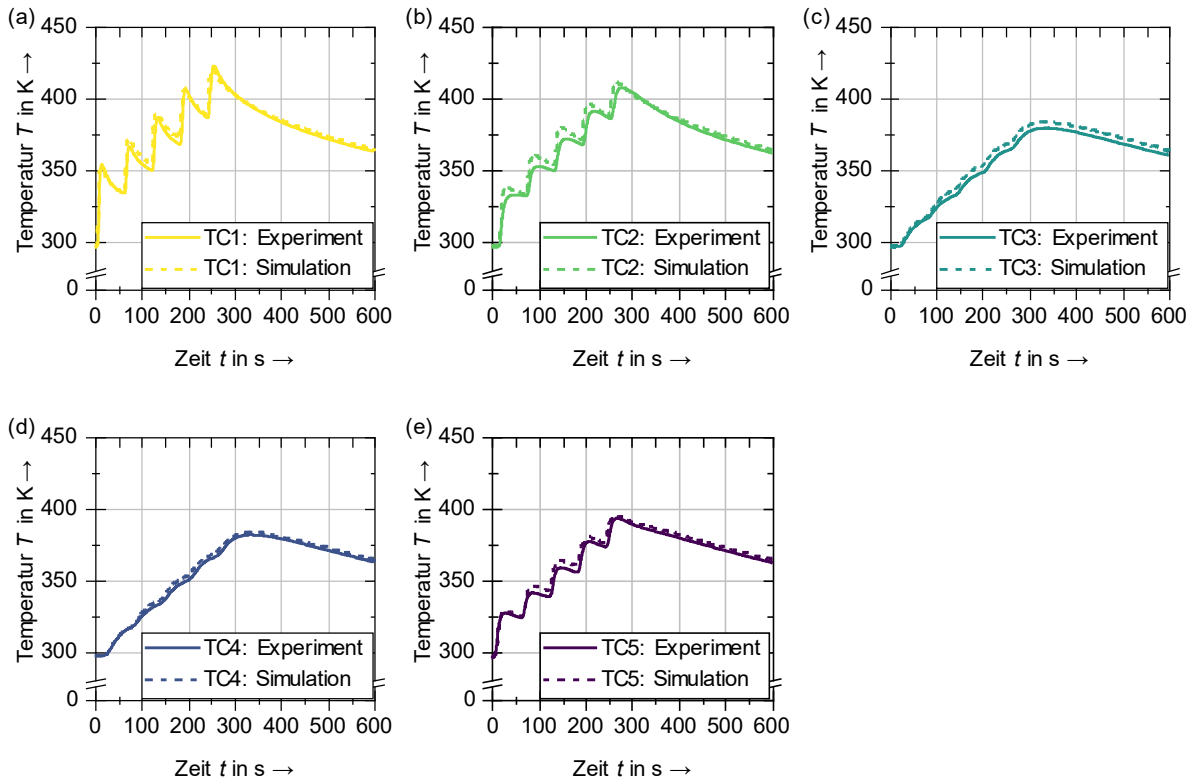 (a)
Temperatur T in K →
450
400
350
300
0
TC1: Experiment
TC1: Simulation
0 100 200 300 400 500 600
Zeit t in s →
(b)
Temperatur T in K →
450
400
350
300
0
TC2: Experiment
TC2: Simulation
0 100 200 300 400 500 600
Zeit t in s →
(c)
Temperatur T in K →
450
400
350
300
0
TC3: Experiment
TC3: Simulation
0 100 200 300 400 500 600
Zeit t in s →
(d)
Temperatur T in K →
450
400
350
300
0
TC4: Experiment
TC4: Simulation
0 100 200 300 400 500 600
Zeit t in s →
(e)
Temperatur T in K →
450
400
350
300
0
TC5: Experiment
TC5: Simulation
0 100 200 300 400 500 600
Zeit t in s →